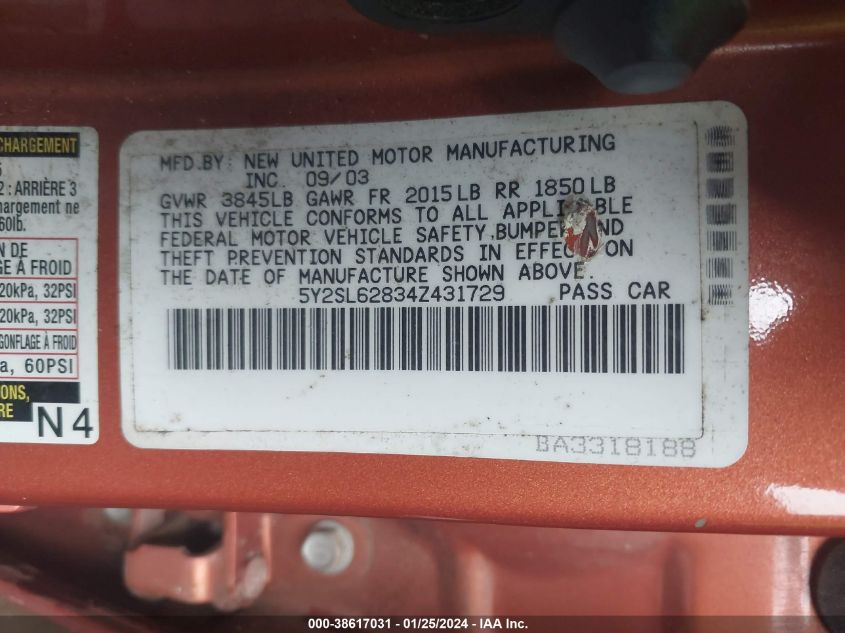 CHARGEMENT
2 : ARRIÈRE 3
hargement ne
60lb.
N DE
GE À FROID
20kPa, 32PSI
20kPa, 32PSI
GONFLAGE À FROID
a, 60PSI
ONS,
RE
N4
MFD.BY: NEW UNITED MOTOR MANUFACTURING
INC. 09/03
GVWR 3845LB GAWR FR 2015LB RR 1850LB
THIS VEHICLE CONFORMS TO ALL APPLICABLE
FEDERAL MOTOR VEHICLE SAFETY,BUMPER AND
THEFT PREVENTION STANDARDS IN EFFECT ON
THE DATE OF MANUFACTURE SHOWN ABOVE.
5Y2SL62834Z431729 PASS CAR
BA3318188
000-38617031 - 01/25/2024 - IAA Inc.